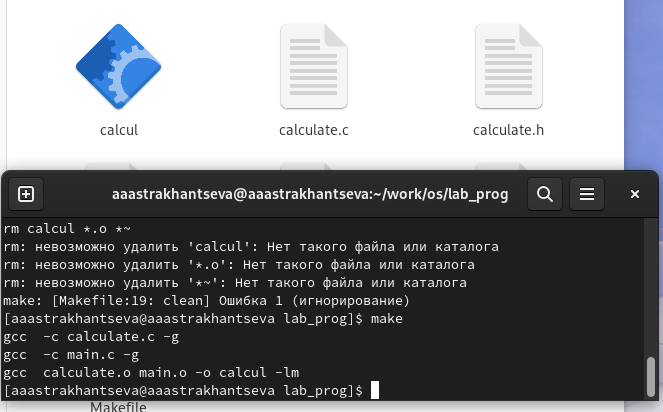 calcul
calculate.c
calculate.h
aaastrakhantseva@aaastrakhantseva:~/work/os/lab_prog
rm calcul *.o *~
rm: невозможно удалить 'calcul': Нет такого файла или каталога
rm: невозможно удалить '*.o': Нет такого файла или каталога
rm: невозможно удалить '*~': Нет такого файла или каталога
make: [Makefile:19: clean] Ошибка 1 (игнорирование)
[aaastrakhantseva@aaastrakhantseva lab_prog]$ make
gcc  -c calculate.c -g
gcc  -c main.c -g
gcc  calculate.o main.o -o calcul -lm
[aaastrakhantseva@aaastrakhantseva lab_prog]$
Makefile